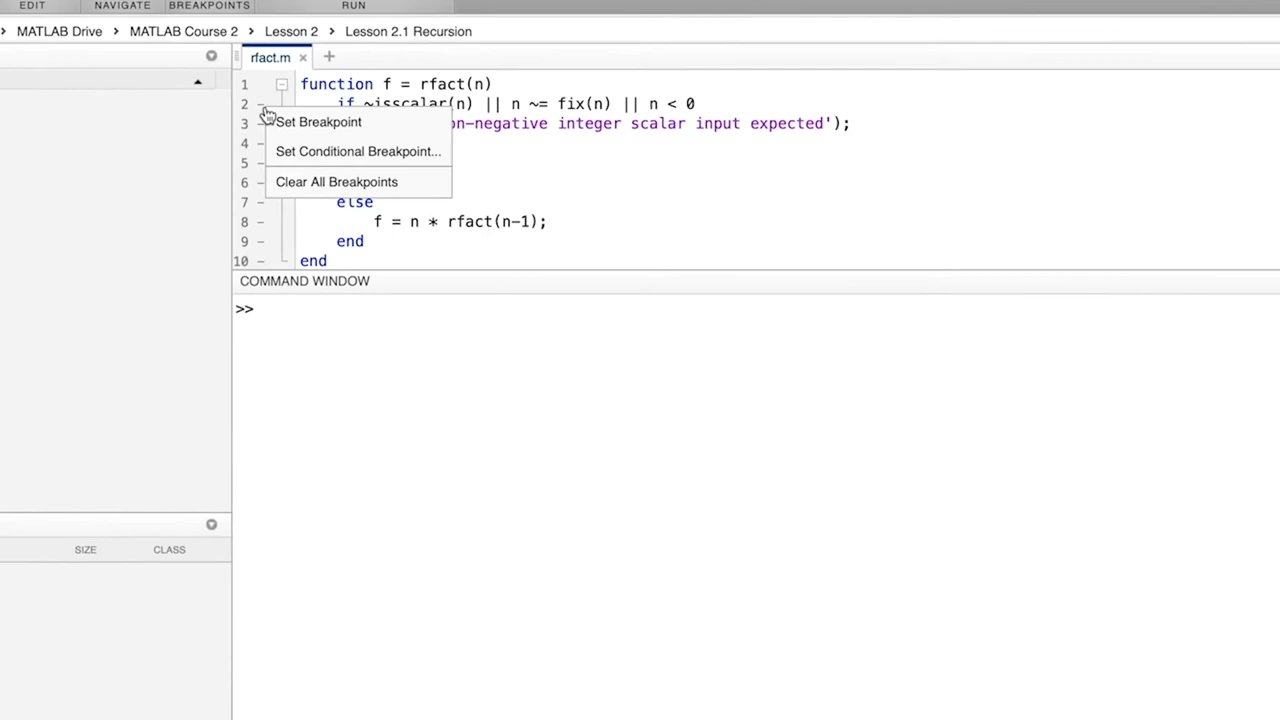 EDIT NAVIGATE BREAKPOINTS RUN
MATLAB Drive MATLAB Course 2 Lesson 2 Lesson 2.1 Recursion
rfact.m × +
1 function f = rfact(n)
2 – if ~isscalar(n) || n ~= fix(n) || n < 0
3 – on-negative integer scalar input expected');
Set Breakpoint
4 –
Set Conditional Breakpoint...
5 –
6 –
Clear All Breakpoints
7 – else
8 – f = n * rfact(n-1);
9 – end
10 – end
COMMAND WINDOW
>>
SIZE CLASS